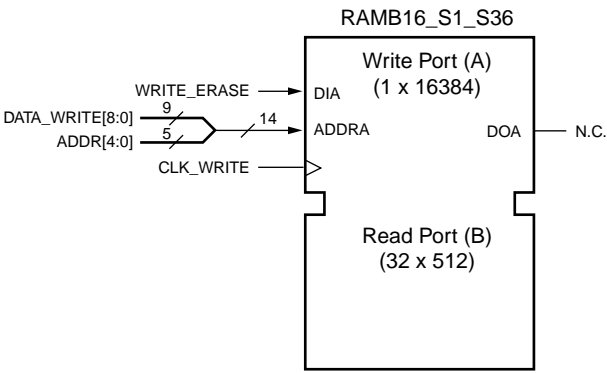 RAMB16_S1_S36
Write Port (A)
(1 x 16384)
WRITE_ERASE
DIA
DATA_WRITE[8:0]
9
14
ADDRA
DOA
N.C.
ADDR[4:0]
5
CLK_WRITE
Read Port (B)
(32 x 512)